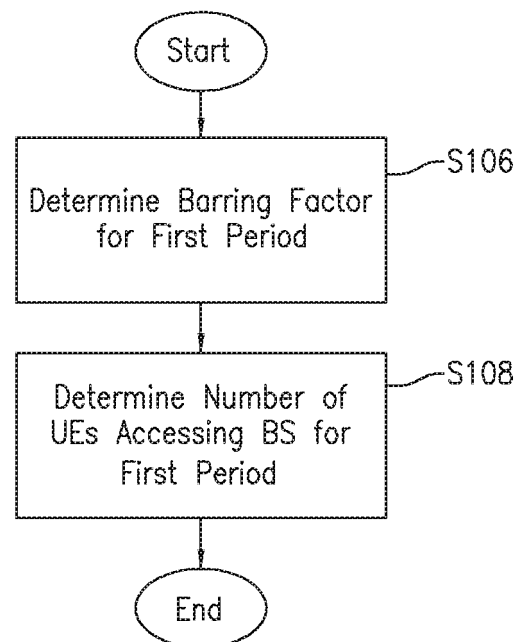 Start
S106
Determine Barring Factor
for First Period
S108
Determine Number of
UEs Accessing BS for
First Period
End